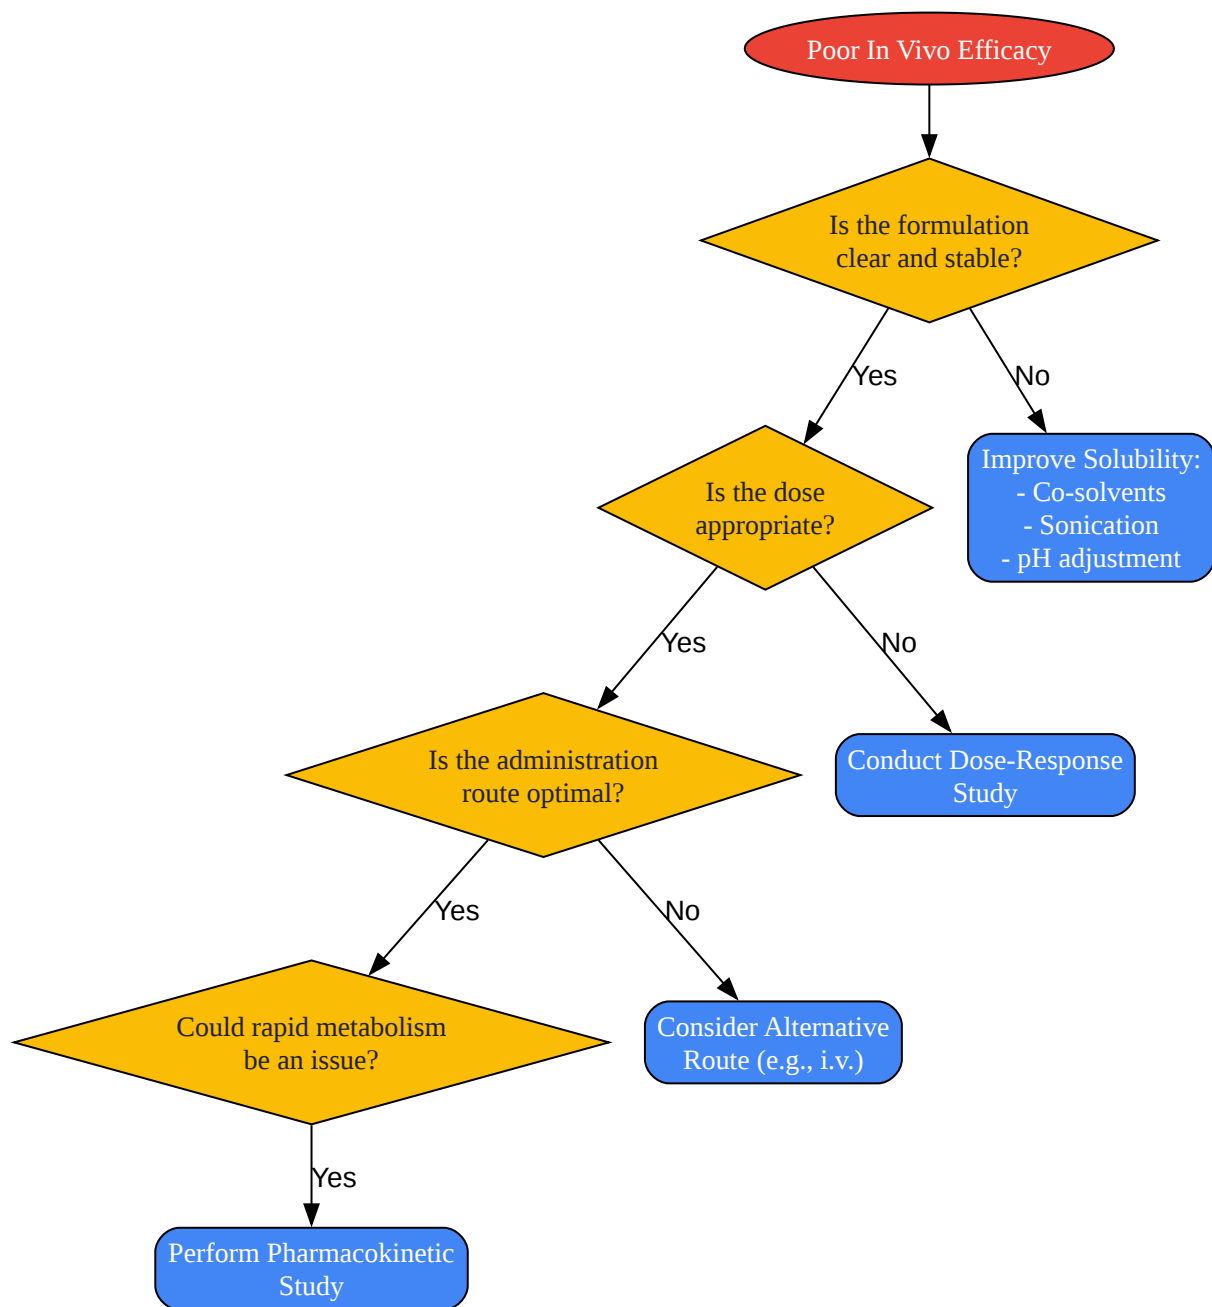 Poor In Vivo Efficacy
Is the formulation
clear and stable?
Yes
No
Is the dose
appropriate?
Improve Solubility:
- Co-solvents
- Sonication
- pH adjustment
Yes
No
Is the administration
route optimal?
Conduct Dose-Response
Study
Yes
No
Could rapid metabolism
be an issue?
Consider Alternative
Route (e.g., i.v.)
Yes
Perform Pharmacokinetic
Study